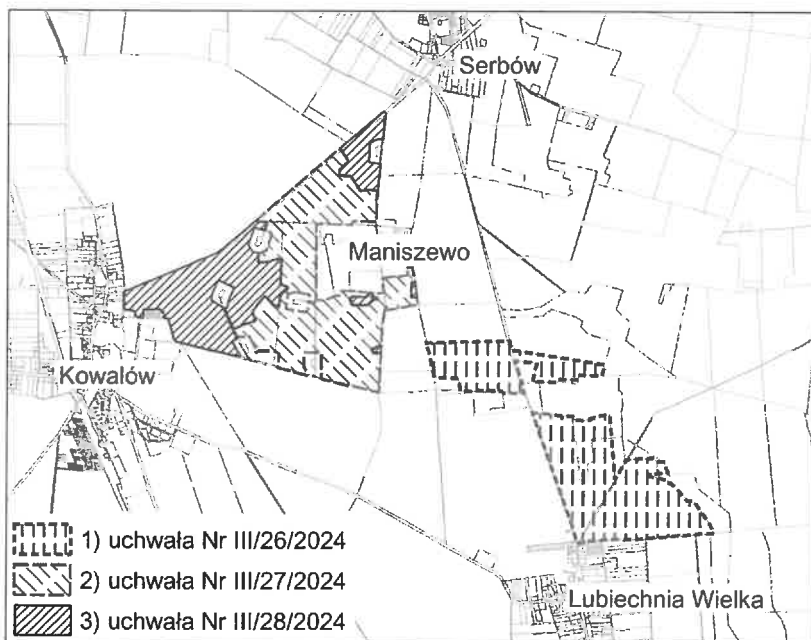 Serbów
Maniszewo
Kowalów
1) uchwała Nr III/26/2024
2) uchwała Nr III/27/2024
3) uchwała Nr III/28/2024
Lubiechnia Wielka